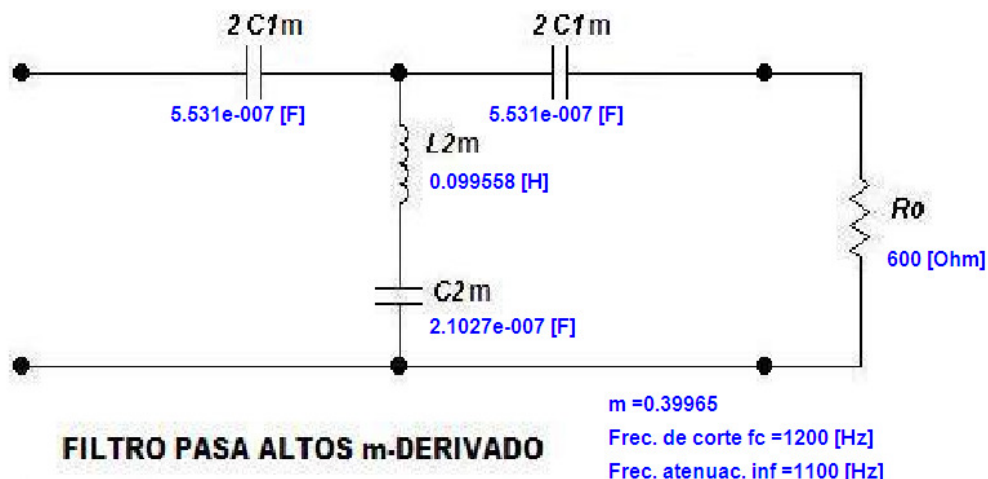 2 C1m
2 C1m
5.531e-007 [F]
5.531e-007 [F]
L2m
0.099558 [H]
Ro
600 [Ohm]
C2m
2.1027e-007 [F]
m =0.39965
Frec. de corte fc =1200 [Hz]
Frec. atenuac. inf =1100 [Hz]
FILTRO PASA ALTOS m-DERIVADO